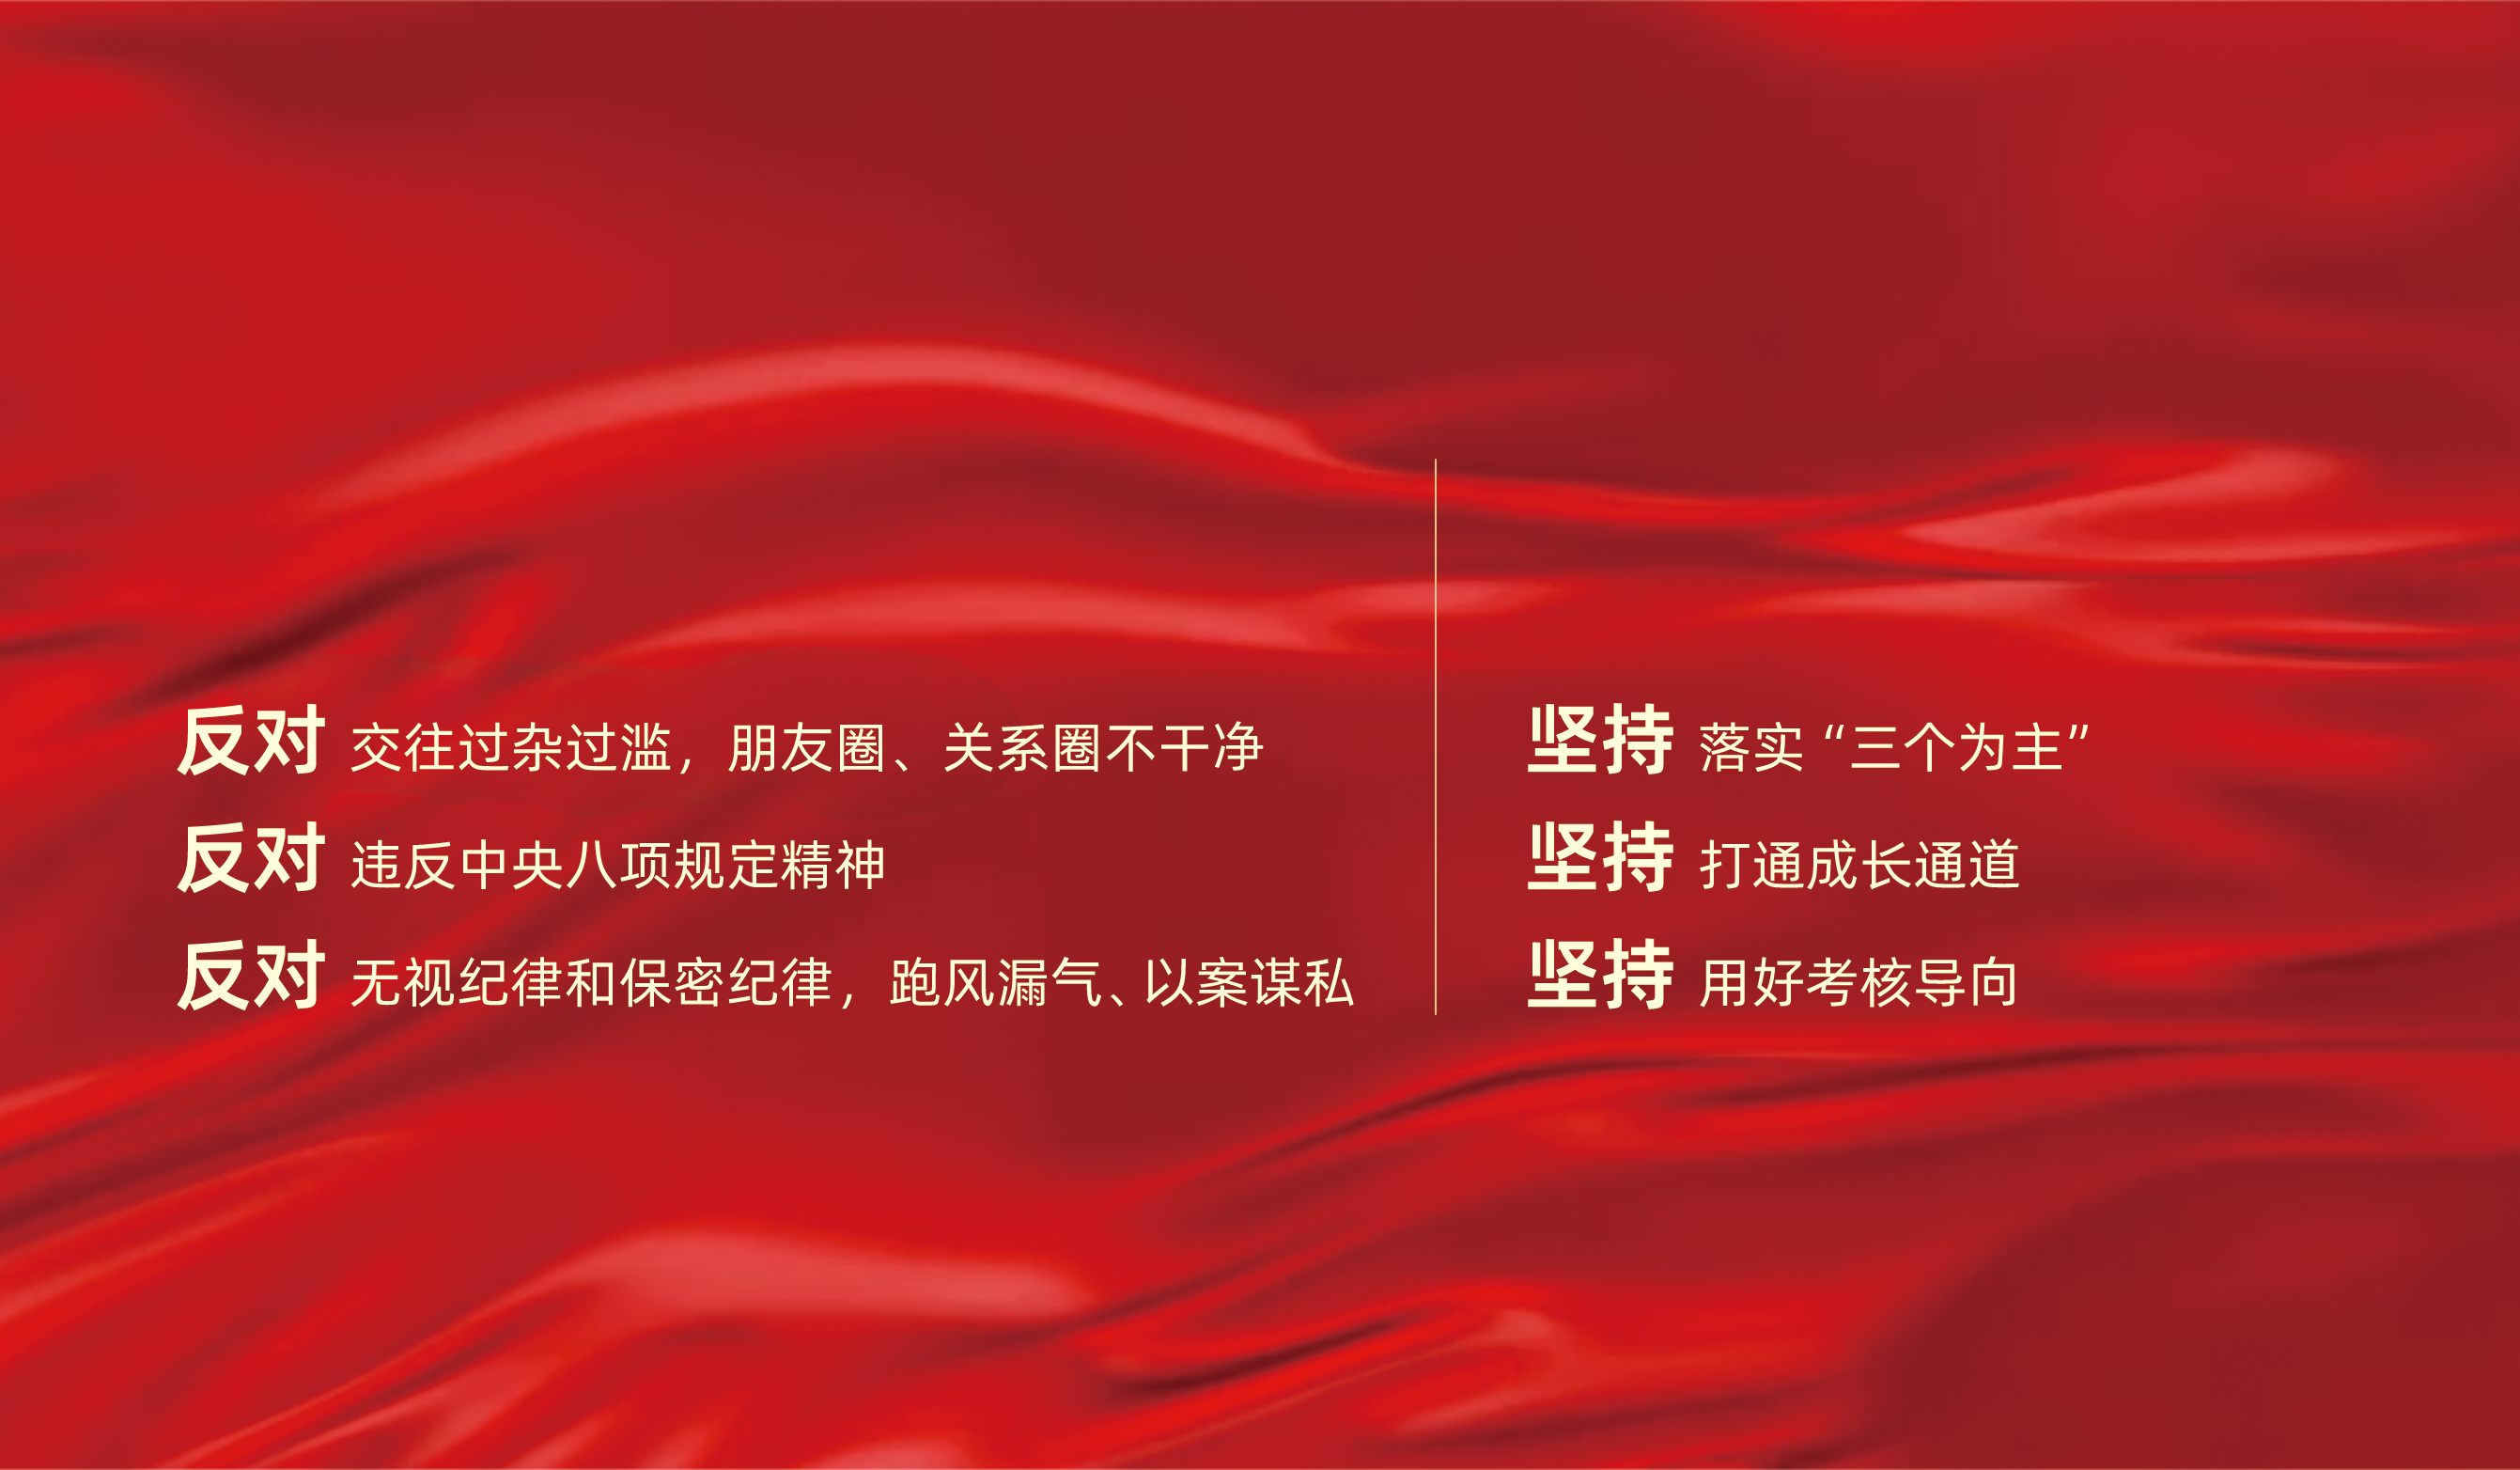 反对 交往过杂过滥，朋友圈、关系圈不干净
反对 违反中央八项规定精神
反对 无视纪律和保密纪律，跑风漏气、以案谋私
坚持 落实“三个为主”
坚持 打通成长通道
坚持 用好考核导向